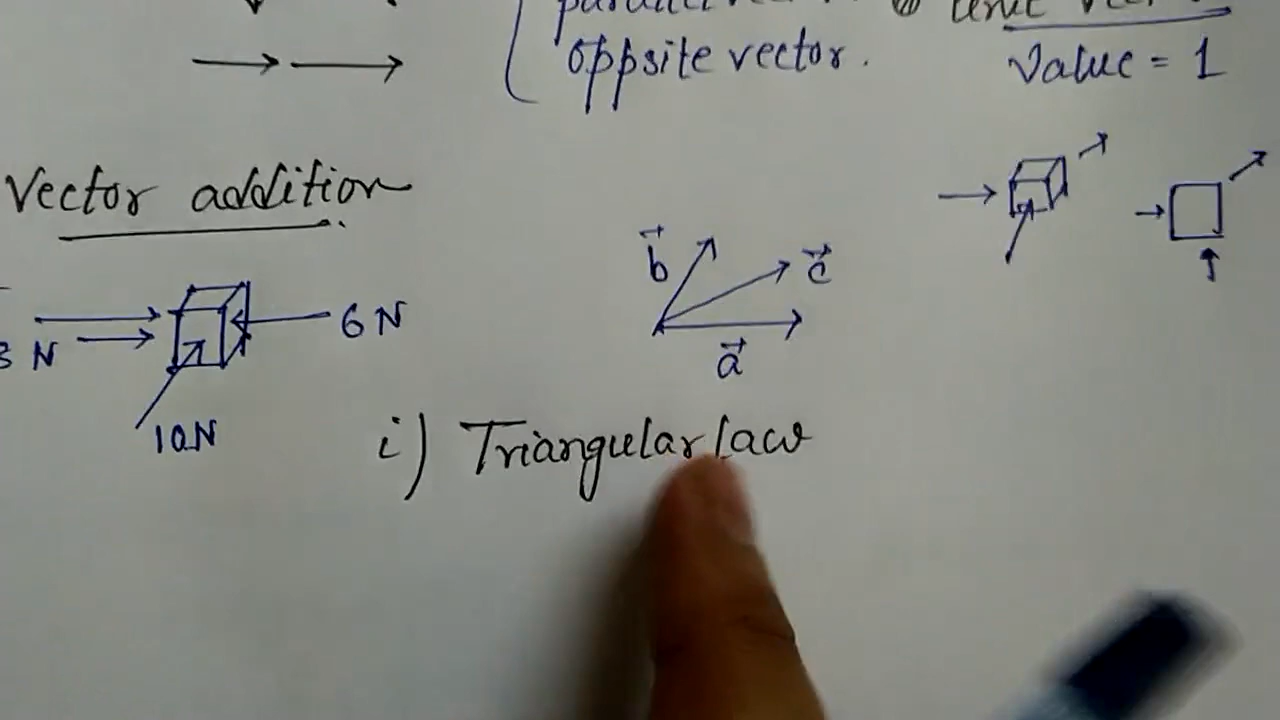 opposite vector.
Value = 1
Vector addition
3 N
6 N
10N
b
c
a
i) Triangular law